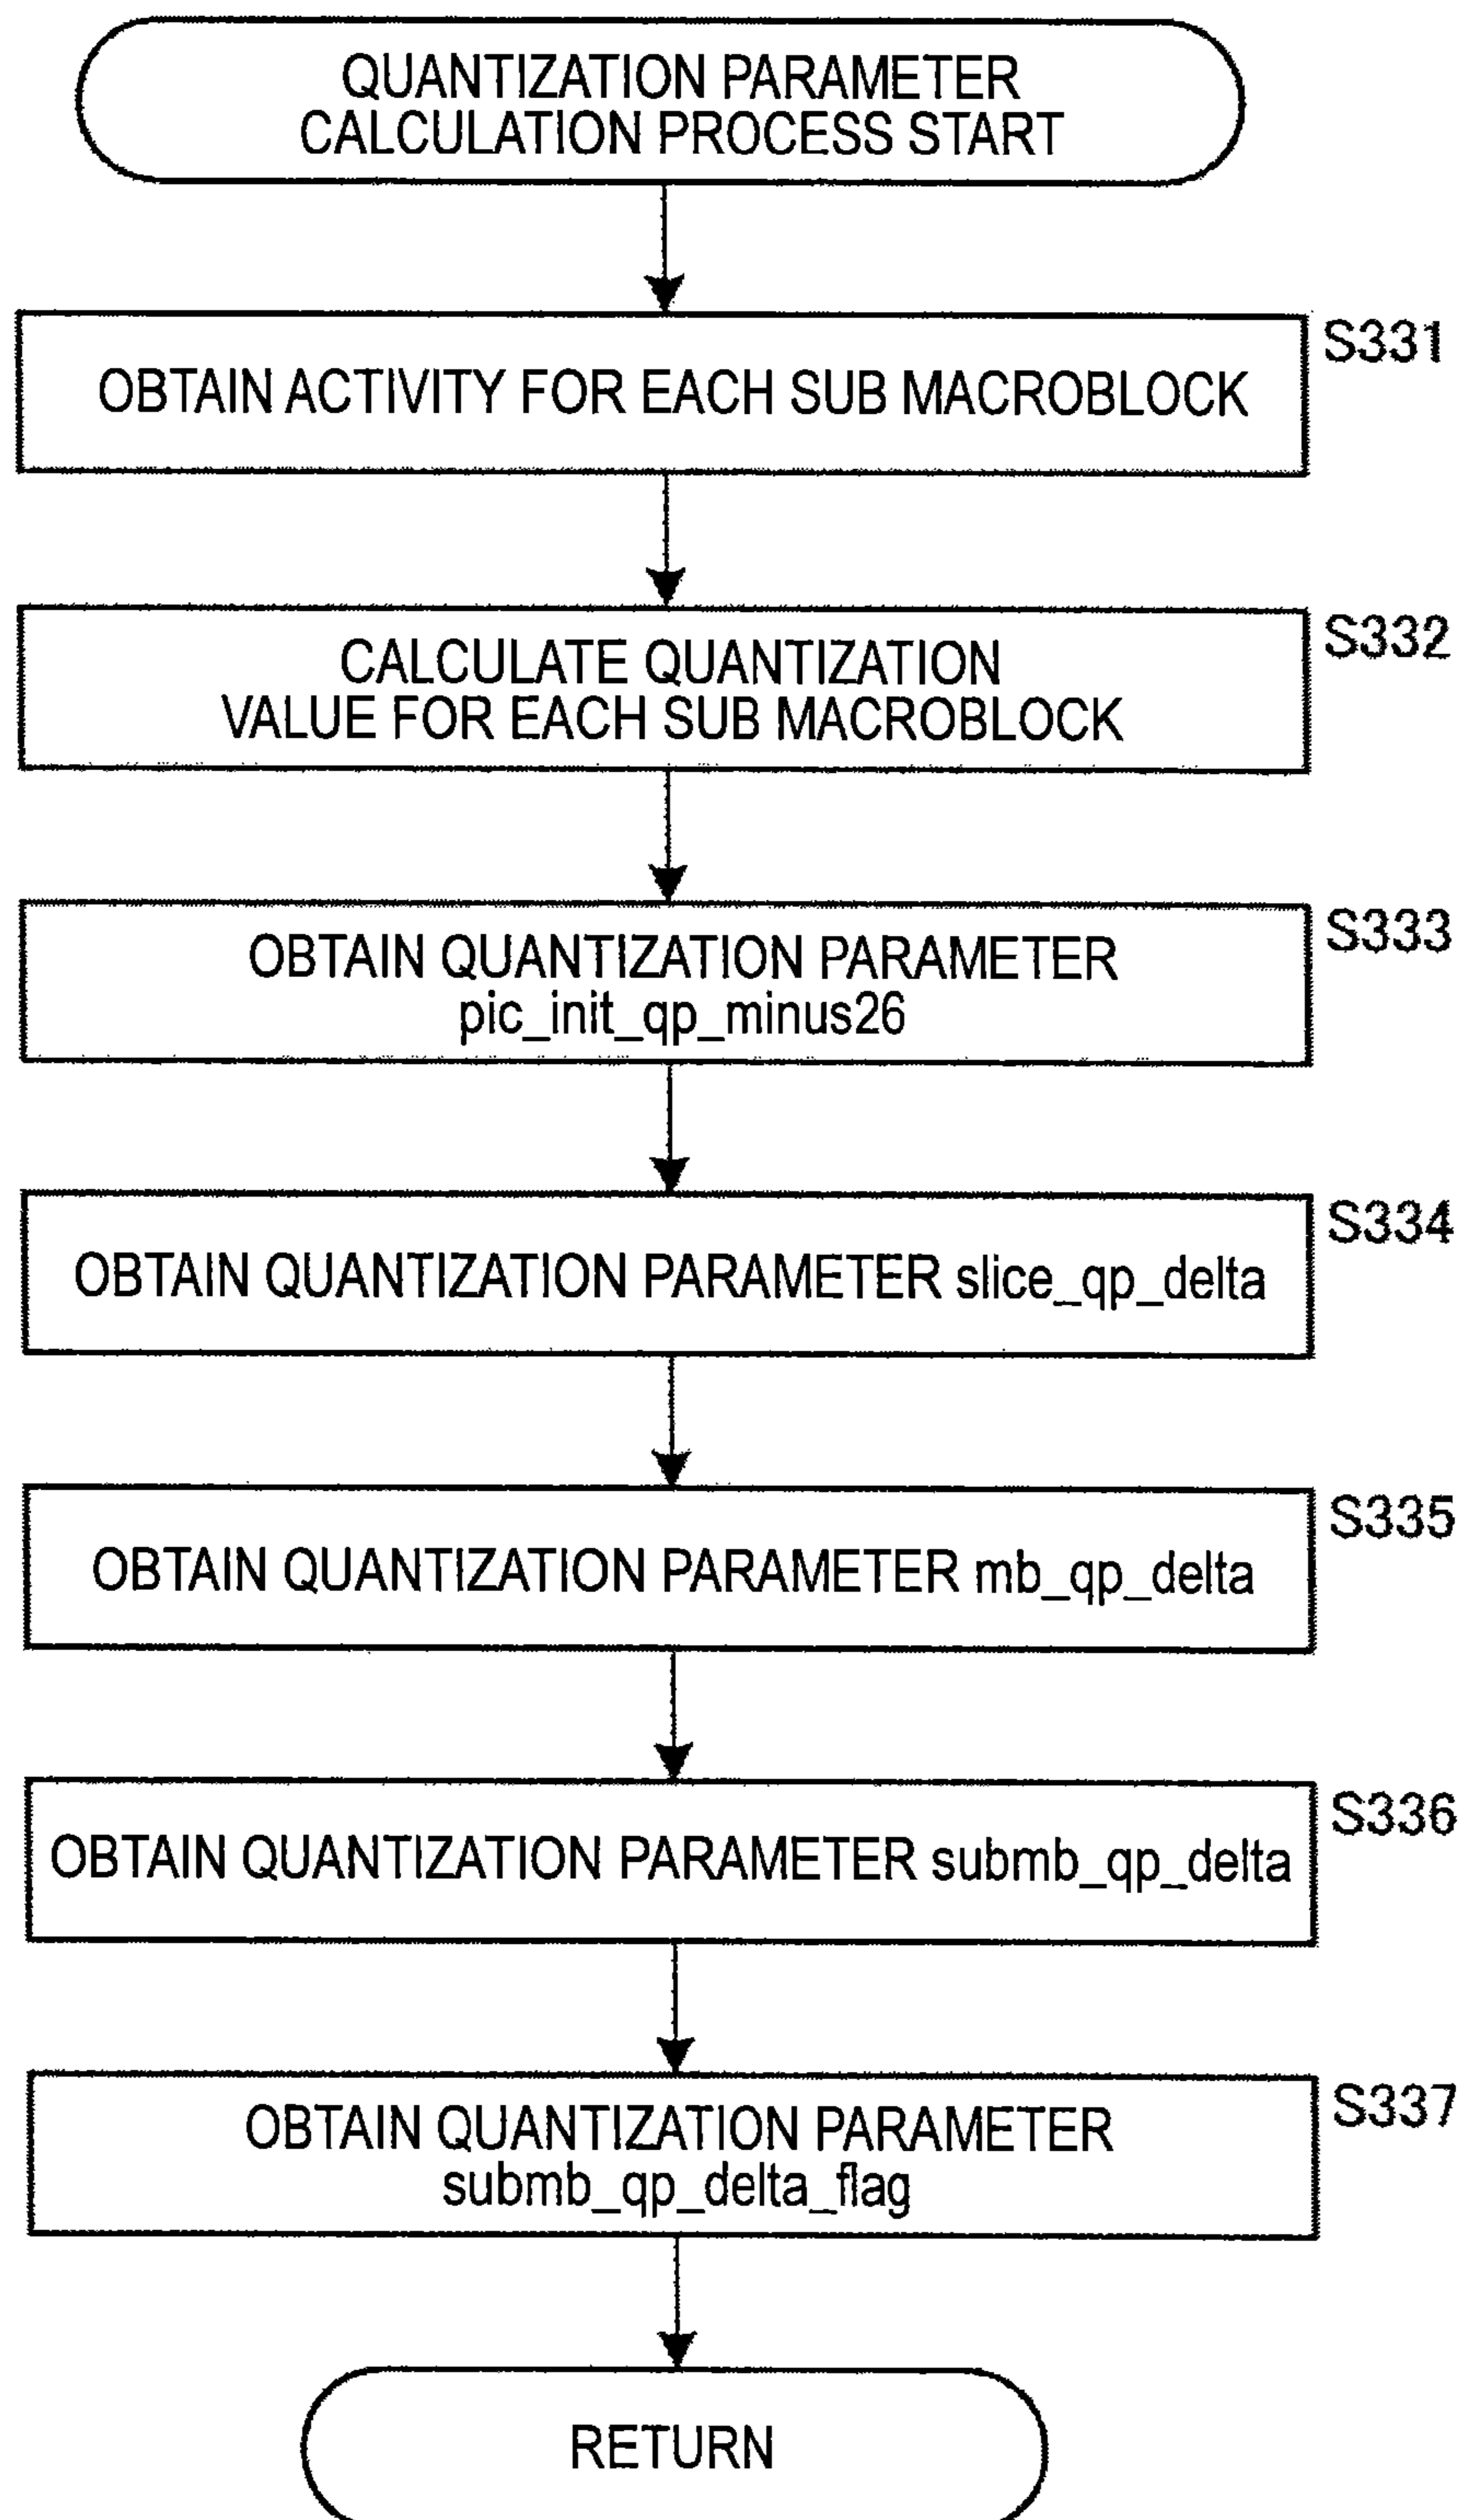 QUANTIZATION PARAMETER
CALCULATION PROCESS START
S331
OBTAIN ACTIVITY FOR EACH SUB MACROBLOCK
S332
CALCULATE QUANTIZATION
VALUE FOR EACH SUB MACROBLOCK
S333
OBTAIN QUANTIZATION PARAMETER
pic_init_qp_minus26
S334
OBTAIN QUANTIZATION PARAMETER slice_qp_delta
S335
OBTAIN QUANTIZATION PARAMETER mb_qp_delta
S336
OBTAIN QUANTIZATION PARAMETER submb_qp_delta
S337
OBTAIN QUANTIZATION PARAMETER
submb_qp_delta_flag
RETURN